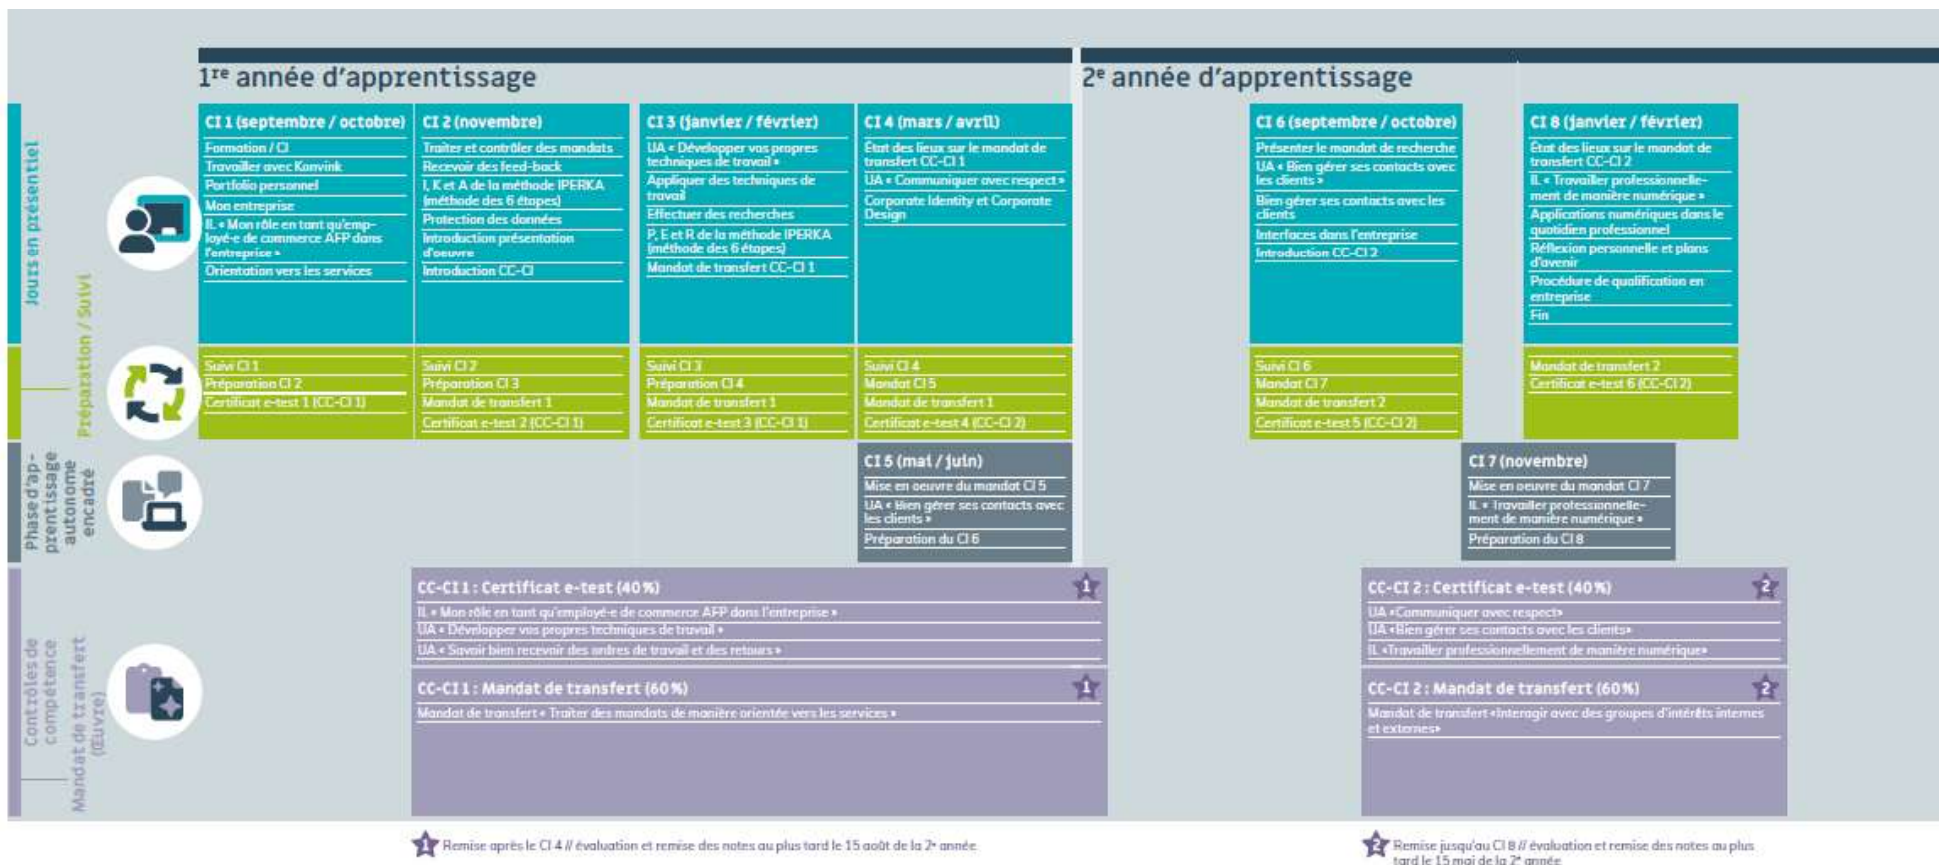 1re année d'apprentissage
2e année d'apprentissage
Jours en présentiel
Préparation / Suivi
CI 1 (septembre / octobre)
Formation / CI
Travailler avec Konvink
Portfolio personnel
Mon entreprise
IL « Mon rôle en tant qu'emp-
loyé-e de commerce AFP dans
l'entreprise »
Orientation vers les services
CI 2 (novembre)
Traiter et contrôler des mandats
Recevoir des feed-back
I, K et A de la méthode IPERKA
(méthode des 6 étapes)
Protection des données
Introduction présentation
d'oeuvre
Introduction CC-CI
CI 3 (janvier / février)
UA « Développer vos propres
techniques de travail »
Appliquer des techniques de
travail
Effectuer des recherches
P, E et R de la méthode IPERKA
(méthode des 6 étapes)
Mandat de transfert CC-CI 1
CI 4 (mars / avril)
État des lieux sur le mandat de
transfert CC-CI 1
UA « Communiquer avec respect »
Corporate Identity et Corporate
Design
CI 6 (septembre / octobre)
Présenter le mandat de recherche
UA « Bien gérer ses contacts avec
les clients »
Bien gérer ses contacts avec les
clients
Interfaces dans l'entreprise
Introduction CC-CI 2
CI 8 (janvier / février)
État des lieux sur le mandat de
transfert CC-CI 2
IL « Travailler professionnelle-
ment de manière numérique »
Applications numériques dans le
quotidien professionnel
Réflexion personnelle et plans
d'avenir
Procédure de qualification en
entreprise
Fin
Suivi CI 1
Préparation CI 2
Certificat e-test 1 (CC-CI 1)
Suivi CI 2
Préparation CI 3
Mandat de transfert 1
Certificat e-test 2 (CC-CI 1)
Suivi CI 3
Préparation CI 4
Mandat de transfert 1
Certificat e-test 3 (CC-CI 1)
Suivi CI 4
Mandat CI 5
Mandat de transfert 1
Certificat e-test 4 (CC-CI 2)
Suivi CI 6
Mandat CI 7
Mandat de transfert 2
Certificat e-test 5 (CC-CI 2)
Mandat de transfert 2
Certificat e-test 6 (CC-CI 2)
Phase d'ap-
prentissage
autonome
encadré
CI 5 (mai / juin)
Mise en oeuvre du mandat CI 5
UA « Bien gérer ses contacts avec
les clients »
Préparation du CI 6
CI 7 (novembre)
Mise en oeuvre du mandat CI 7
IL « Travailler professionnelle-
ment de manière numérique »
Préparation du CI 8
Contrôles de
compétence
Mandat de transfert
(Œuvre)
CC-CI 1 : Certificat e-test (40%)
1
IL « Mon rôle en tant qu'employé-e de commerce AFP dans l'entreprise »
UA « Développer vos propres techniques de travail »
UA « Savoir bien recevoir des ordres de travail et des retours »
CC-CI 1 : Mandat de transfert (60%)
1
Mandat de transfert « Traiter des mandats de manière orientée vers les services »
CC-CI 2 : Certificat e-test (40%)
2
UA «Communiquer avec respect»
UA «Bien gérer ses contacts avec les clients»
IL «Travailler professionnellement de manière numérique»
CC-CI 2 : Mandat de transfert (60%)
2
Mandat de transfert «Interagir avec des groupes d'intérêts internes
et externes»
1 Remise après le CI 4 // évaluation et remise des notes au plus tard le 15 août de la 2e année
2 Remise jusqu'au CI 8 // évaluation et remise des notes au plus
tard le 15 mai de la 2e année